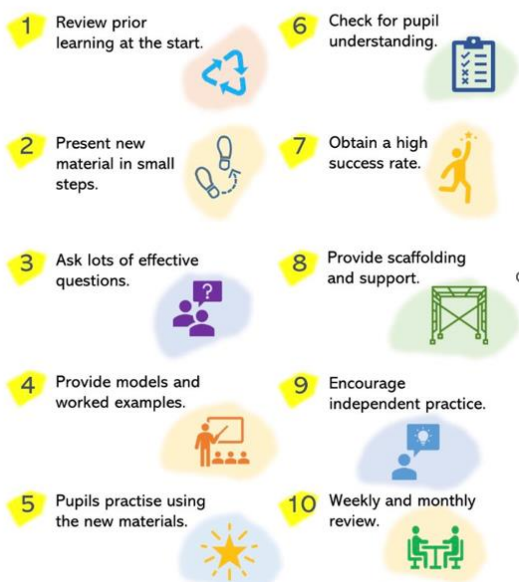 1 Review prior
learning at the start.
2 Present new
material in small
steps.
3 Ask lots of effective
questions.
?
4 Provide models and
worked examples.
5 Pupils practise using
the new materials.
6 Check for pupil
understanding.
7 Obtain a high
success rate.
8 Provide scaffolding
and support.
9 Encourage
independent practice.
10 Weekly and monthly
review.